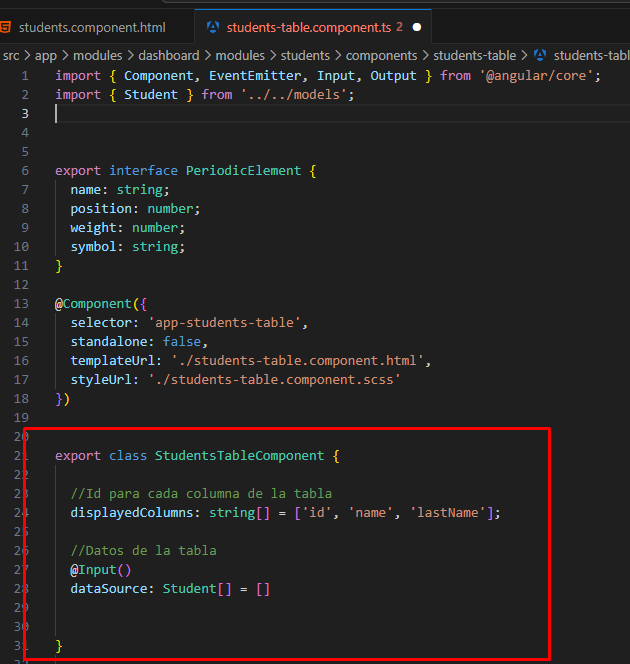 students.component.html
students-table.component.ts 2
src > app > modules > dashboard > modules > students > components > students-table > students-tabl
1 import { Component, EventEmitter, Input, Output } from '@angular/core';
2 import { Student } from '../../models';
3
4
5
6 export interface PeriodicElement {
7 name: string;
8 position: number;
9 weight: number;
10 symbol: string;
11 }
12
13 @Component({
14 selector: 'app-students-table',
15 standalone: false,
16 templateUrl: './students-table.component.html',
17 styleUrl: './students-table.component.scss'
18 })
19
20
21 export class StudentsTableComponent {
22
23 //Id para cada columna de la tabla
24 displayedColumns: string[] = ['id', 'name', 'lastName'];
25
26 //Datos de la tabla
27 @Input()
28 dataSource: Student[] = []
29
30
31 }